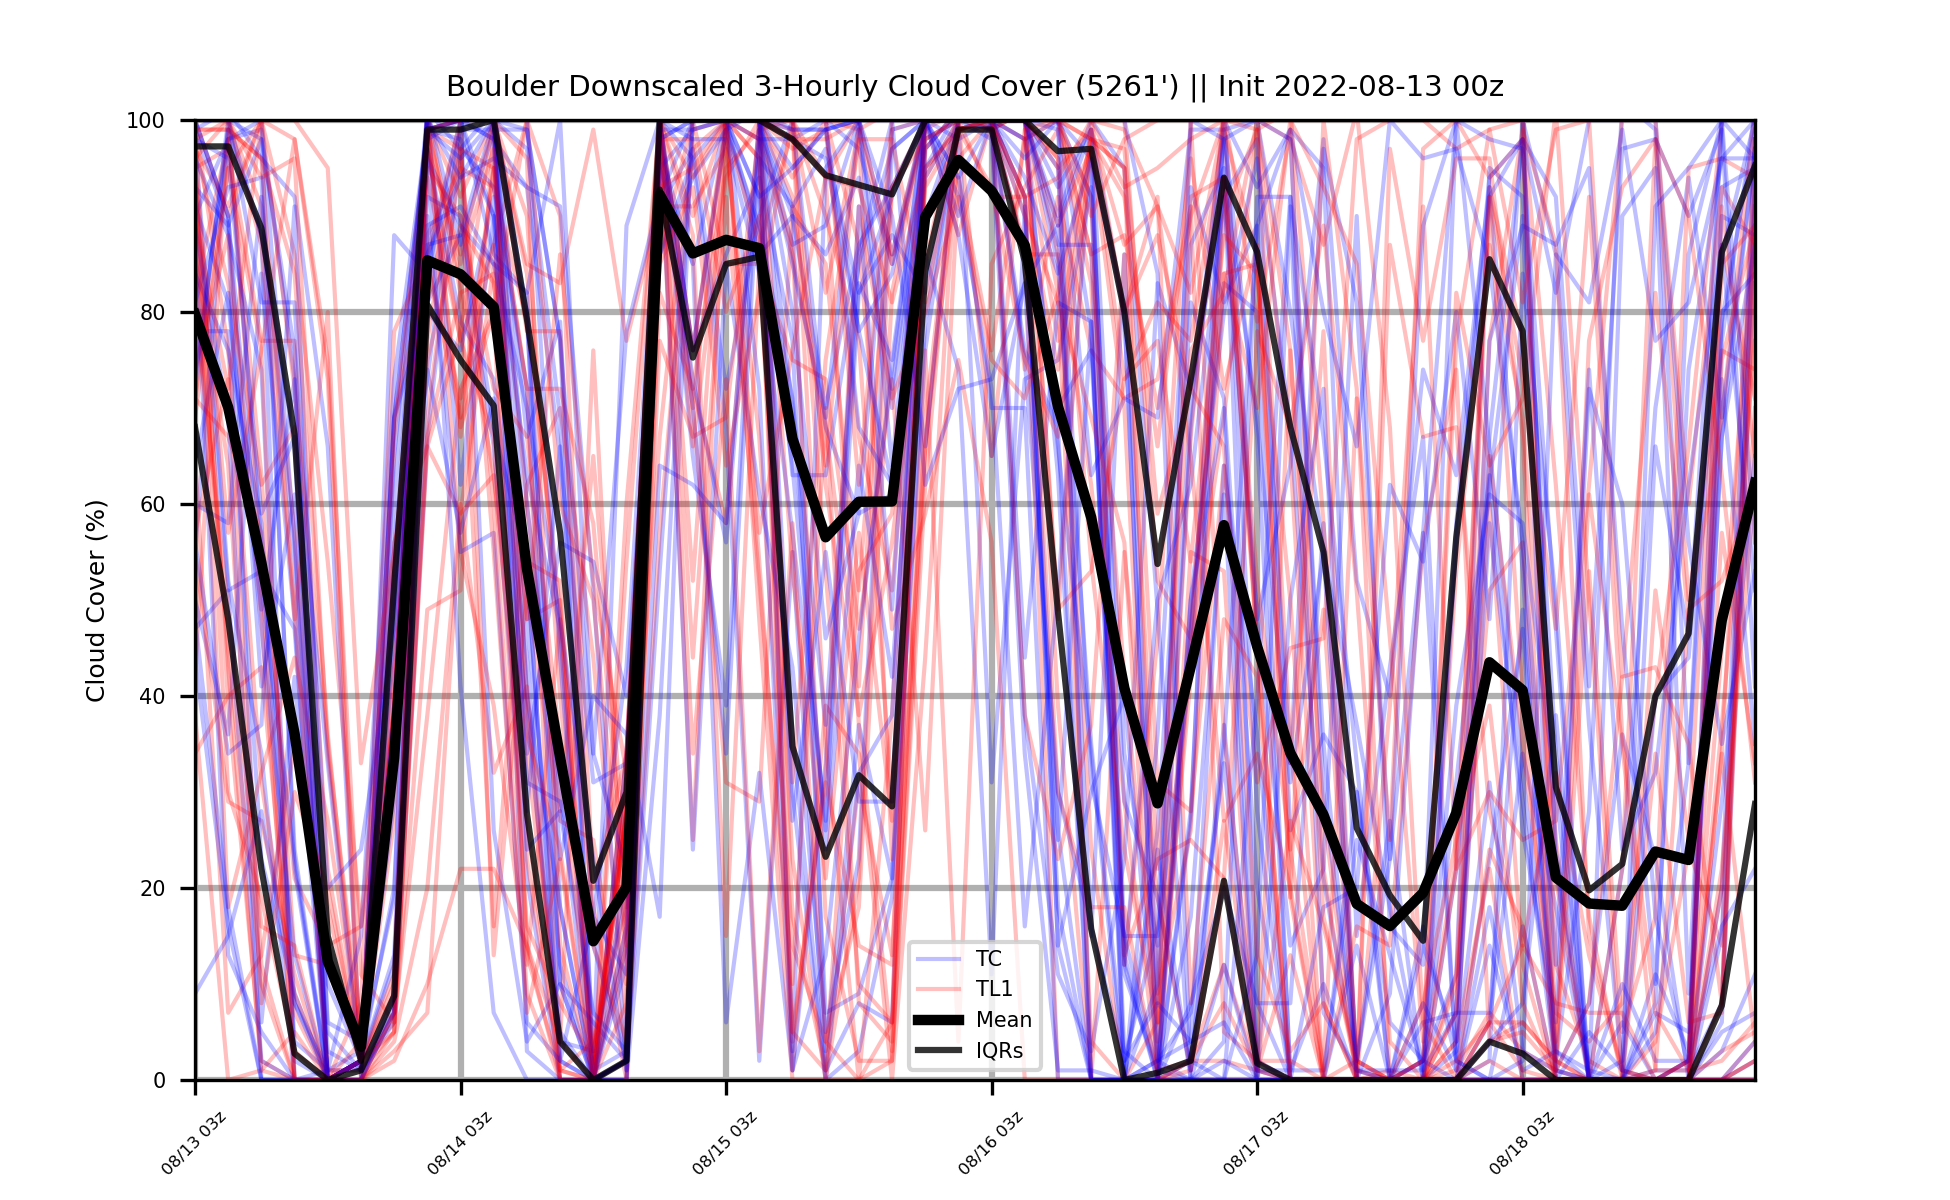 Boulder Downscaled 3-Hourly Cloud Cover (5261') || Init 2022-08-13 00z
Cloud Cover (%)
100
80
60
40
20
0
TC
TL1
Mean
IQRs
08/13 03z
08/14 03z
08/15 03z
08/16 03z
08/17 03z
08/18 03z